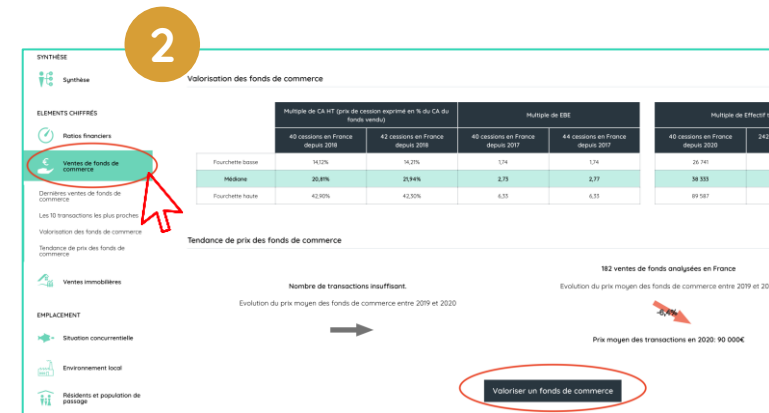 2
SYNTHÈSE
Synthèse
ELEMENTS CHIFFRÉS
Ratios financiers
Ventes de fonds de
commerce
Dernières ventes de fonds de
commerce
Les 10 transactions les plus proches
Valorisation des fonds de commerce
Tendance de prix des fonds de
commerce
Ventes immobilières
EMPLACEMENT
Situation concurrentielle
Environnement local
Résidents et population de
passage
Valorisation des fonds de commerce
Multiple de CA HT (prix de cession exprimé en % du CA du
fonds vendu)
Multiple de EBE
Multiple de Effectif t
40 cessions en France
depuis 2018
42 cessions en France
depuis 2018
40 cessions en France
depuis 2017
44 cessions en France
depuis 2017
40 cessions en France
depuis 2020
242
Fourchette basse 14,12% 14,21% 1,74 1,74 26 741
Médiane 20,81% 21,94% 2,73 2,77 38 333
Fourchette haute 42,90% 42,30% 6,33 6,33 89 587
Tendance de prix des fonds de commerce
Nombre de transactions insuffisant.
Evolution du prix moyen des fonds de commerce entre 2019 et 2020
182 ventes de fonds analysées en France
Evolution du prix moyen des fonds de commerce entre 2019 et 20
-6,4%
Prix moyen des transactions en 2020: 90 000€
Valoriser un fonds de commerce